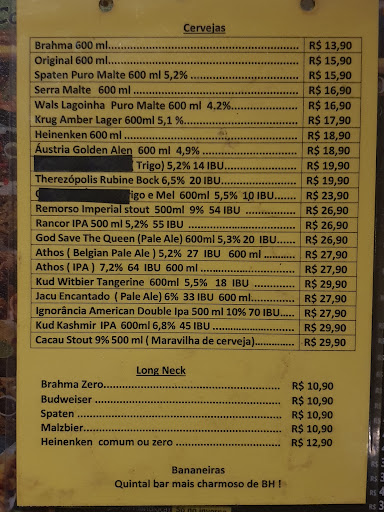 Cervejas
Brahma 600 ml R$ 13,90
Original 600 ml R$ 15,90
Spaten Puro Malte 600 ml 5,2% R$ 15,90
Serra Malte 600 ml R$ 16,90
Wals Lagoinha Puro Malte 600 ml 4.2% R$ 16,90
Krug Amber Lager 600ml 5,1 % R$ 17,90
Heinenken 600 ml R$ 18,90
Áustria Golden Alen 600 ml 4,9% R$ 18,90
Trigo) 5,2% 14 IBU R$ 19,90
Therezópolis Rubine Bock 6,5% 20 IBU R$ 19,90
e Mel 600ml 5,5% 10 IBU R$ 23,90
Remorso Imperial stout 500ml 9% 54 IBU R$ 26,90
Rancor IPA 500 ml 5,2% 55 IBU R$ 26,90
God Save The Queen (Pale Ale) 600ml 5,3% 20 IBU R$ 26,90
Athos ( Belgian Pale Ale ) 5,2% 27 IBU 600 ml R$ 27,90
Athos ( IPA ) 7,2% 64 IBU 600 ml R$ 27,90
Kud Witbier Tangerine 600ml 5,5% 18 IBU R$ 29,90
Jacu Encantado ( Pale Ale) 6% 33 IBU 600 ml R$ 29,90
Ignorância American Double Ipa 500 ml 10% 70 IBU R$ 29,90
Kud Kashmir IPA 600ml 6,8% 45 IBU R$ 29,90
Cacau Stout 9% 500 ml ( Maravilha de cerveja) R$ 29,90
Long Neck
Brahma Zero R$ 10,90
Budweiser R$ 10,90
Spaten R$ 10,90
Malzbier R$ 10,90
Heinenken comum ou zero R$ 12,90
Bananeiras
Quintal bar mais charmoso de BH !